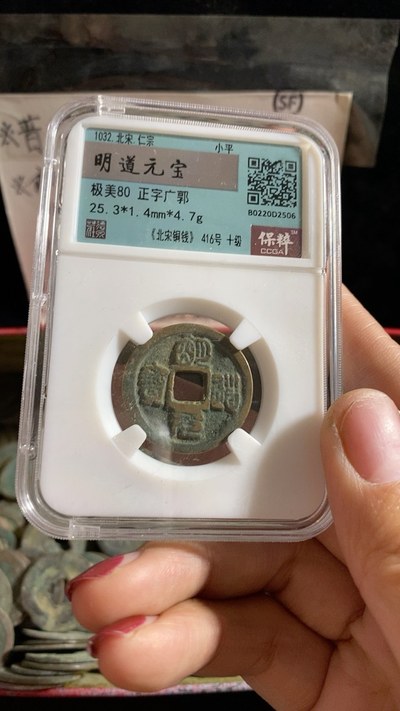 (SF)
1032. 北宋 仁宗
小平
明道元宝
极美80 正字广郭
25.3*1.4mm*4.7g
B0220D2506
《北宋铜钱》 416号 十级
保粹
CCGA